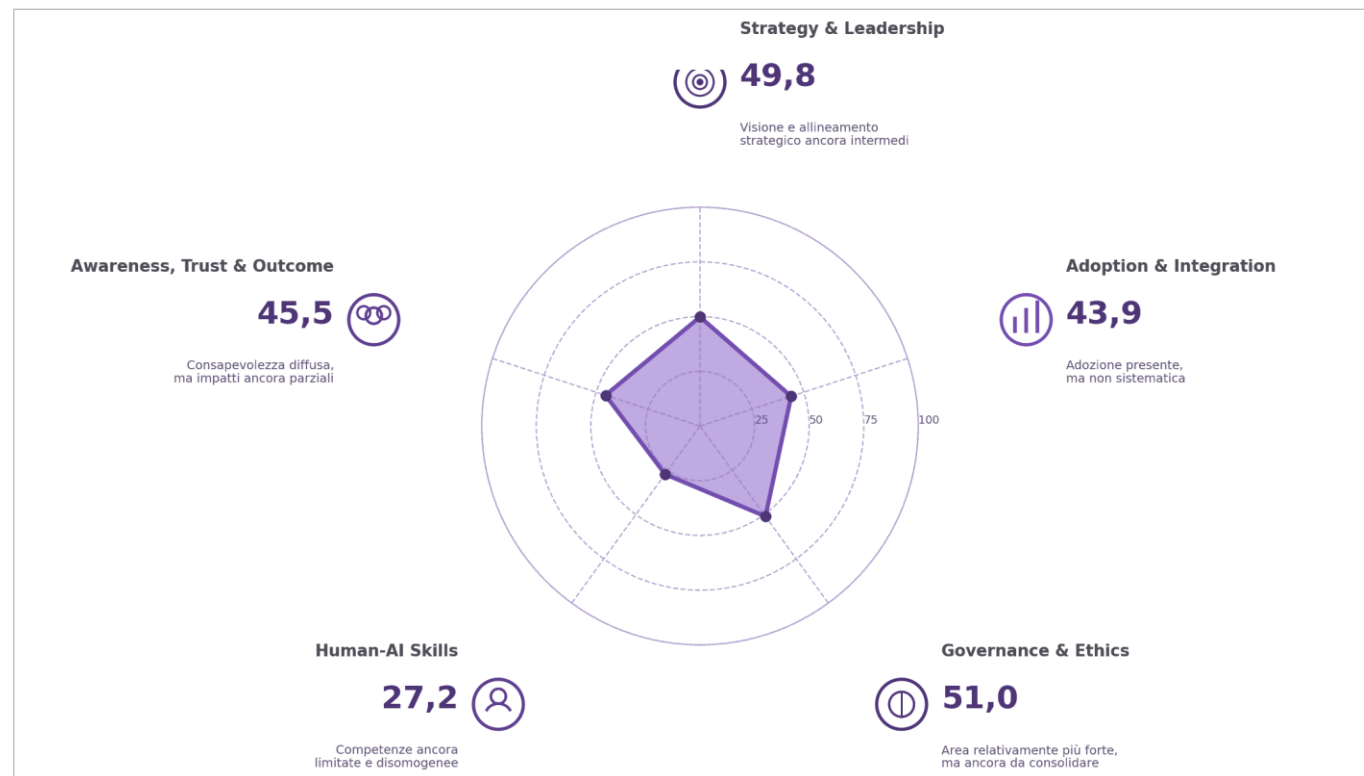 Strategy & Leadership
49,8
Visione e allineamento
strategico ancora intermedi
Awareness, Trust & Outcome
45,5
Consapevolezza diffusa,
ma impatti ancora parziali
Adoption & Integration
43,9
Adozione presente,
ma non sistematica
25
50
75
100
Human-AI Skills
27,2
Competenze ancora
limitate e disomogenee
Governance & Ethics
51,0
Area relativamente più forte,
ma ancora da consolidare